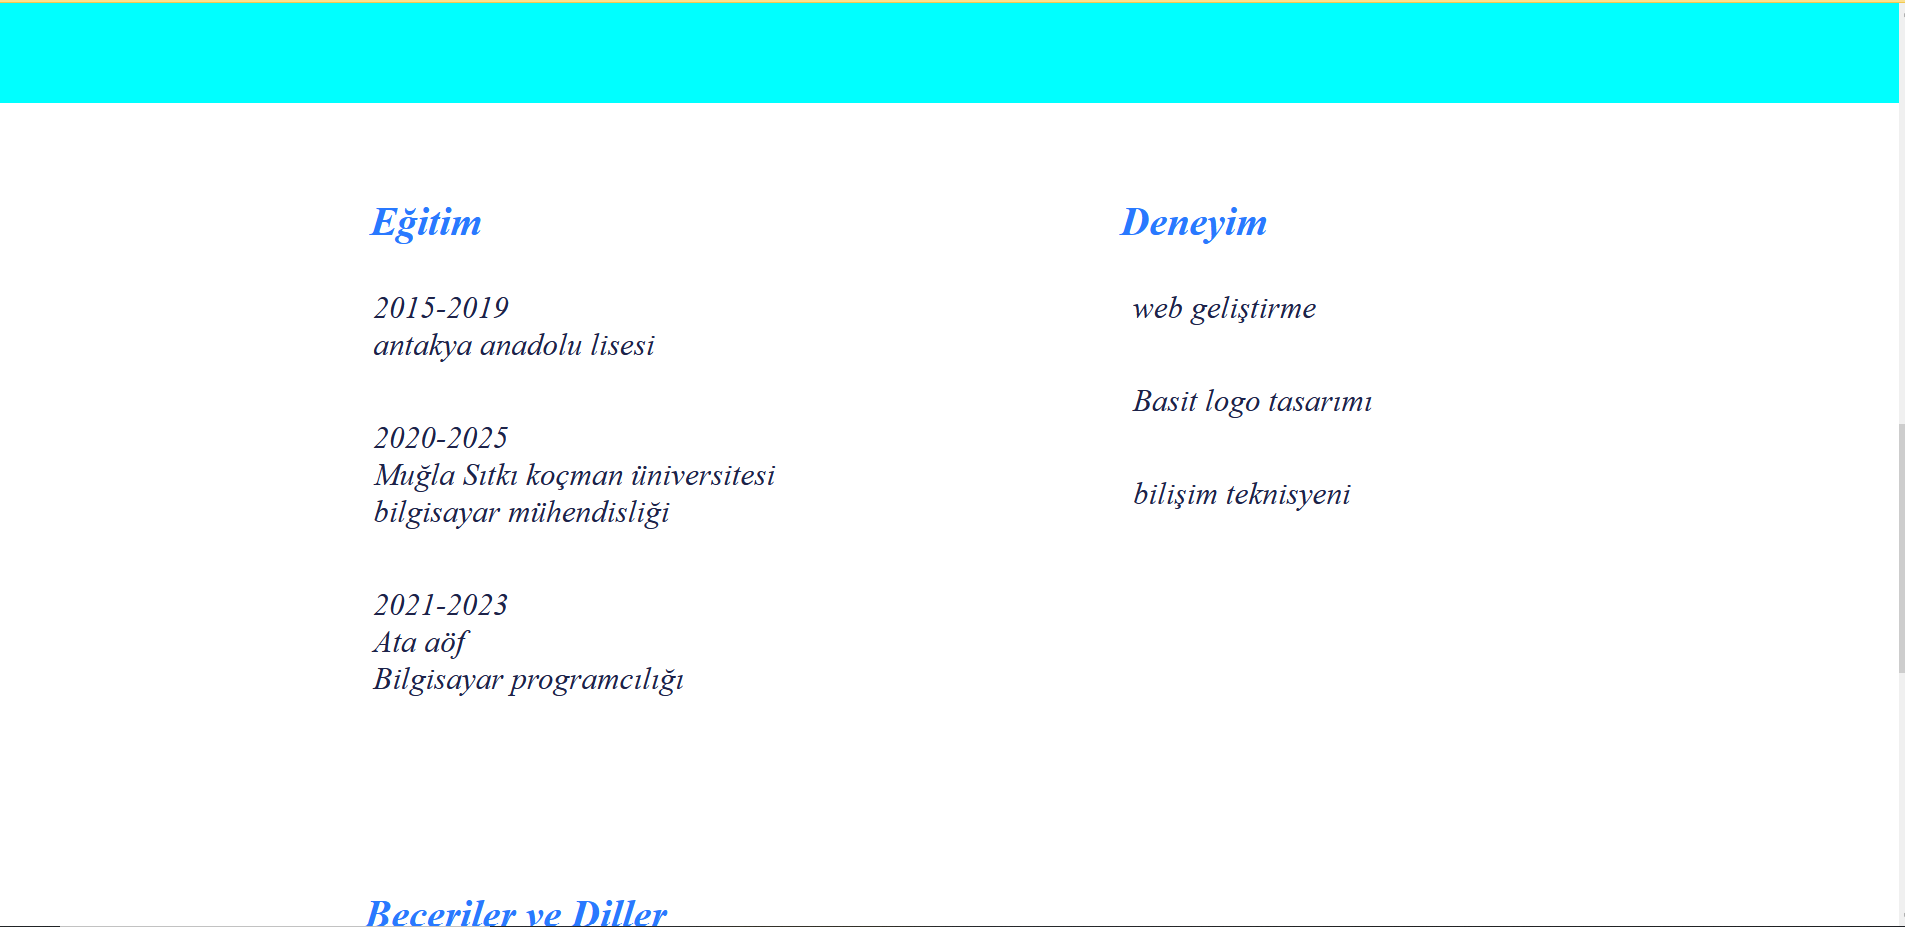 Eğitim
2015-2019
antakya anadolu lisesi
2020-2025
Muğla Sıtkı koçman üniversitesi
bilgisayar mühendisliği
2021-2023
Ata aöf
Bilgisayar programcılığı
Deneyim
web geliştirme
Basit logo tasarımı
bilişim teknisyeni
Beceriler ve Diller